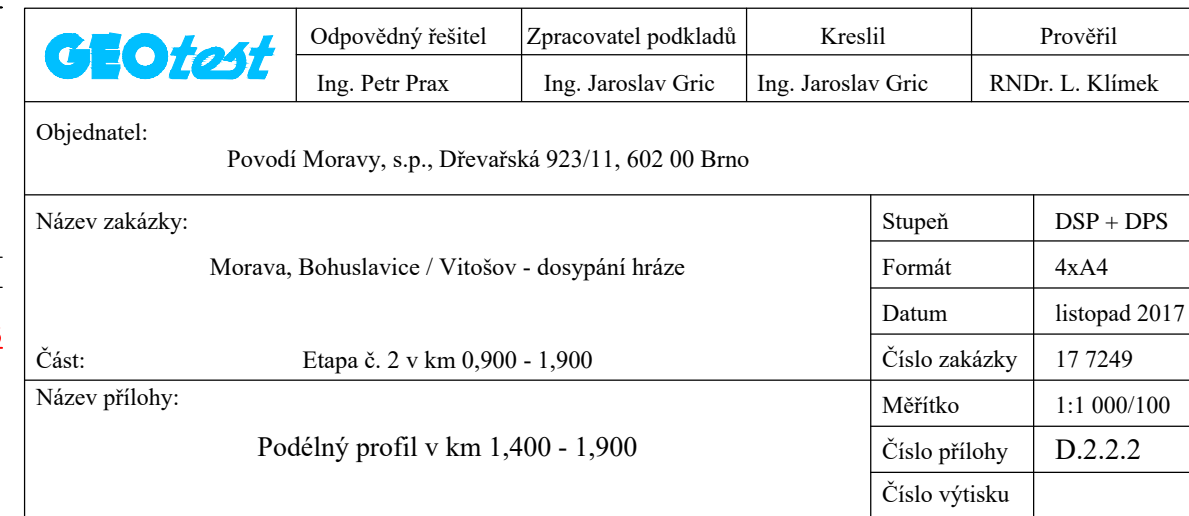 GEOtest
Odpovědný řešitel
Zpracovatel podkladů
Kreslil
Prověřil
Ing. Petr Prax
Ing. Jaroslav Gric
Ing. Jaroslav Gric
RNDr. L. Klímek
Objednatel:
Povodí Moravy, s.p., Dřevařská 923/11, 602 00 Brno
Název zakázky:
Morava, Bohuslavice / Vitošov - dosypání hráze
Část:
Etapa č. 2 v km 0,900 - 1,900
Stupeň
DSP + DPS
Formát
4xA4
Datum
listopad 2017
Číslo zakázky
17 7249
Název přílohy:
Podélný profil v km 1,400 - 1,900
Měřítko
1:1 000/100
Číslo přílohy
D.2.2.2
Číslo výtisku